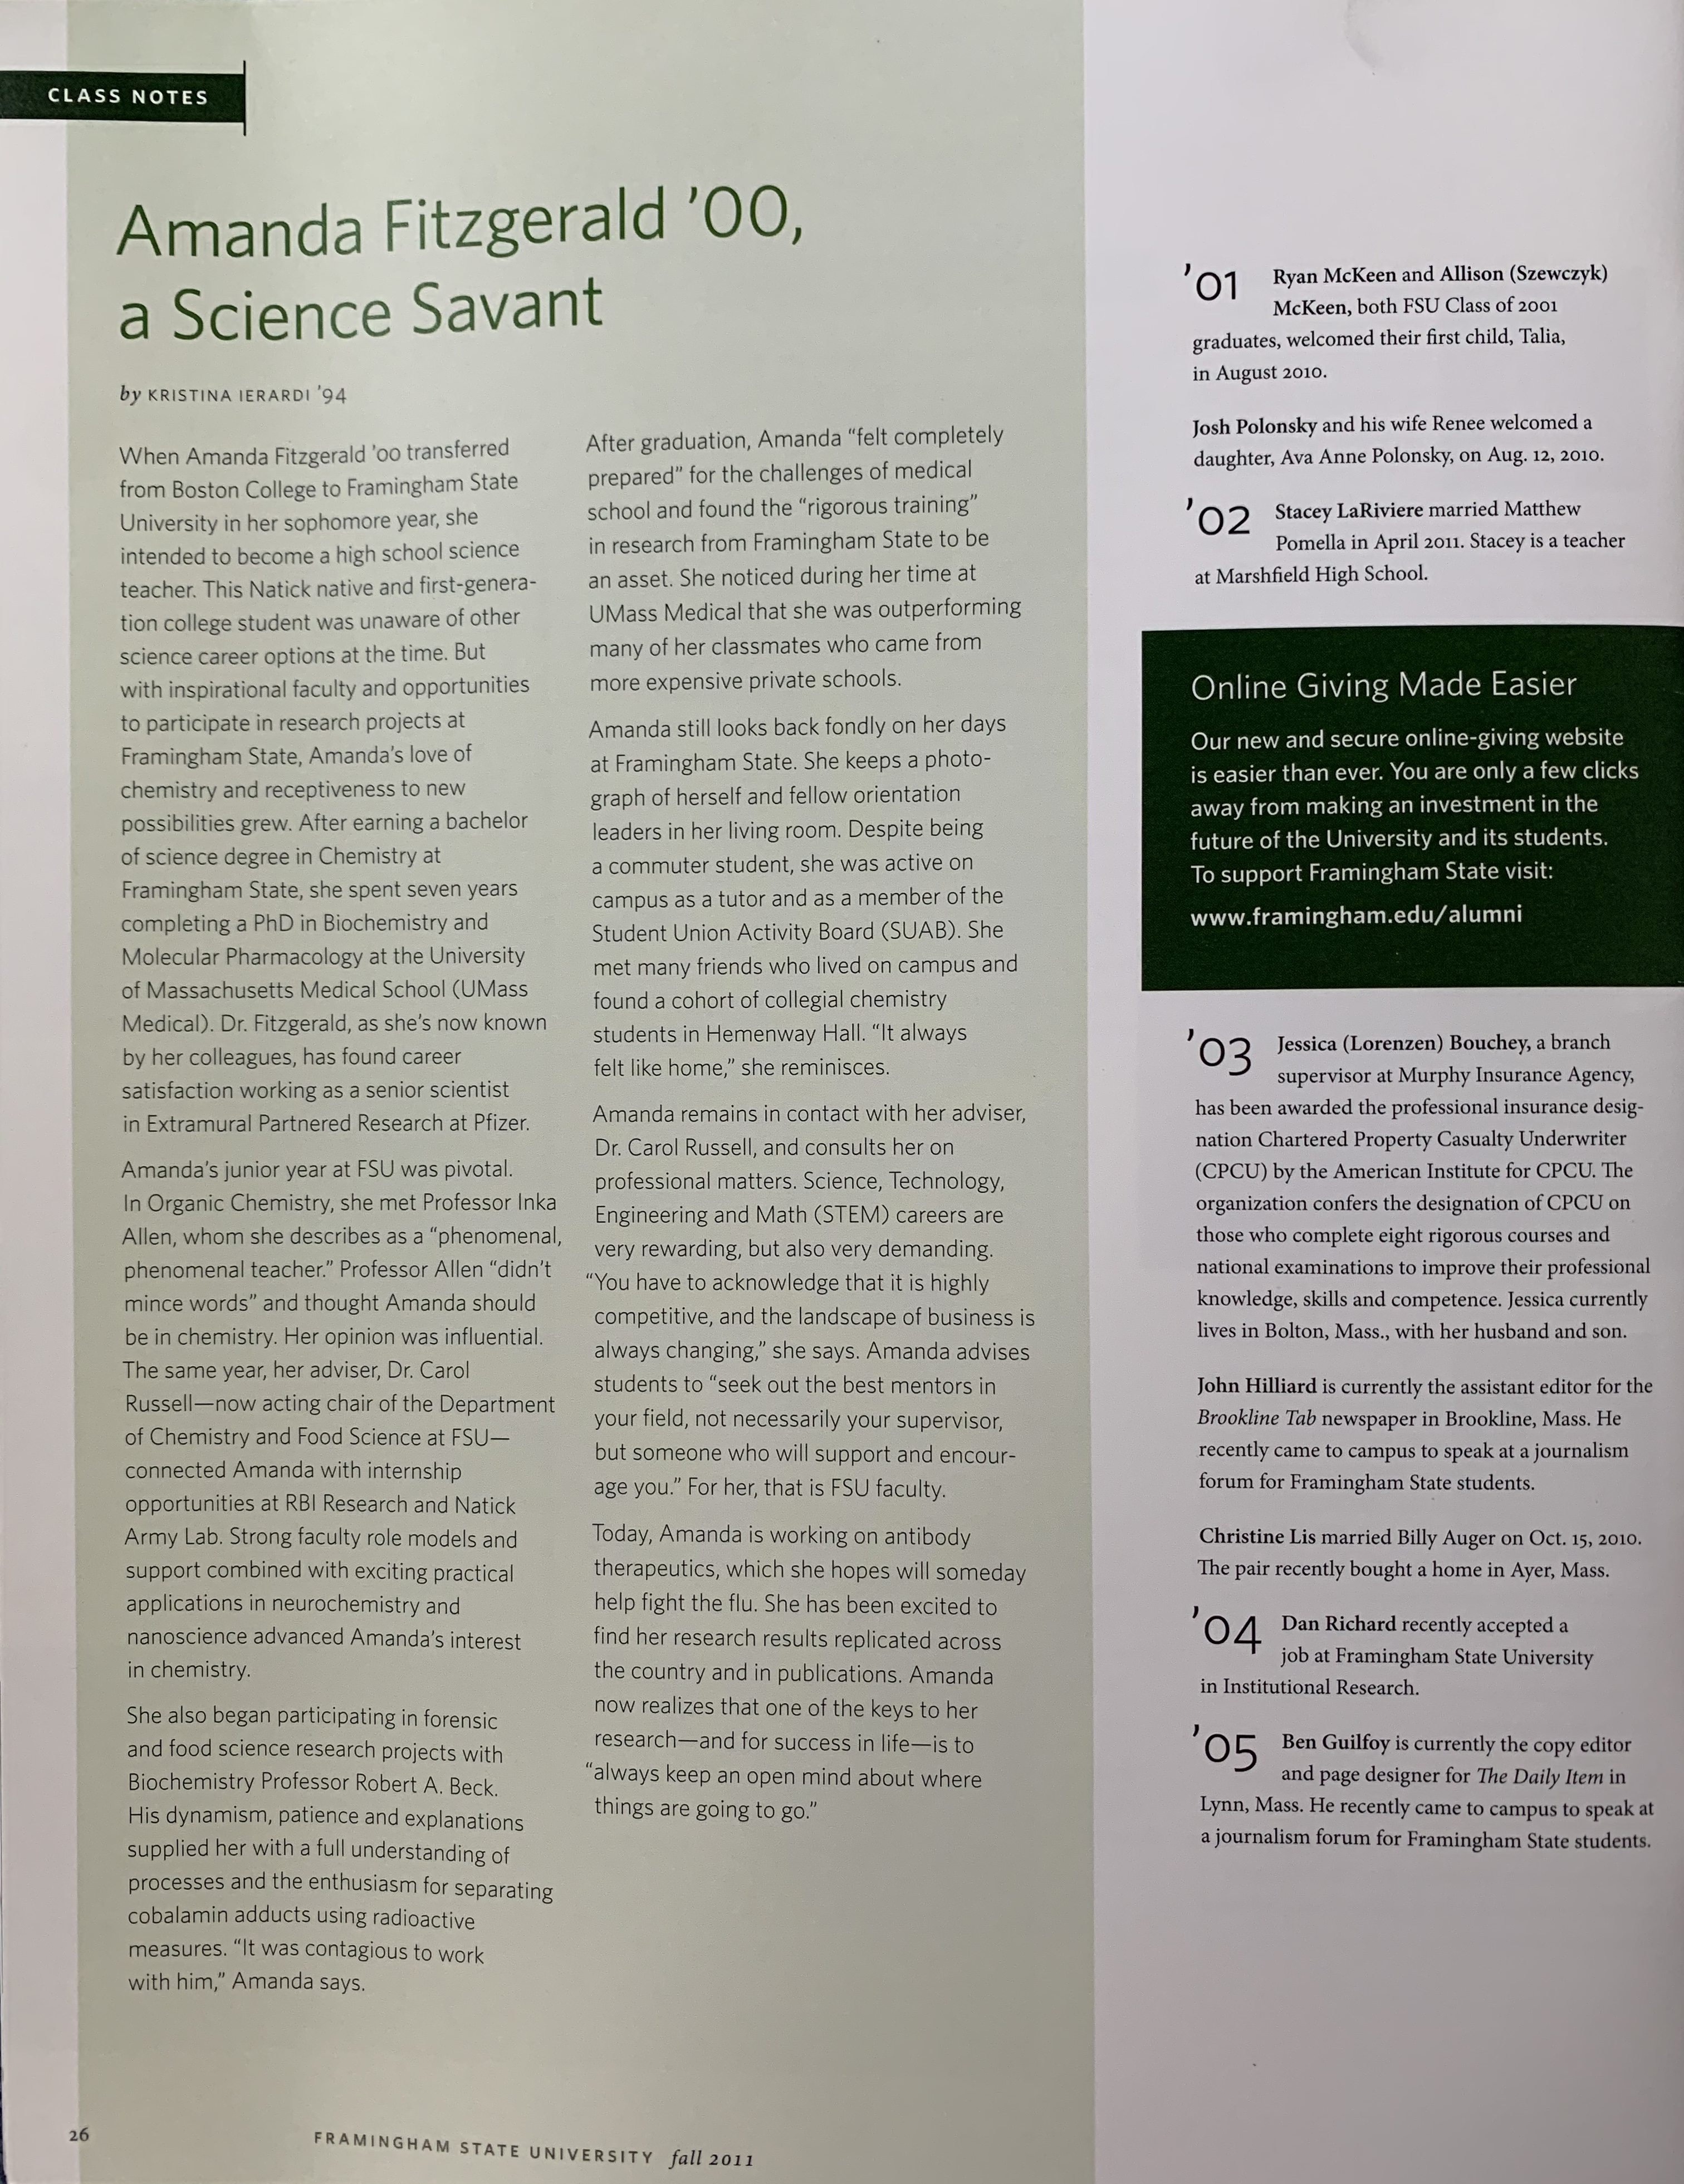 CLASS NOTES
Amanda Fitzgerald ’00,
a Science Savant
by KRISTINA IERARDI ’94
When Amanda Fitzgerald ’00 transferred
from Boston College to Framingham State
University in her sophomore year, she
intended to become a high school science
teacher. This Natick native and first-genera-
tion college student was unaware of other
science career options at the time. But
with inspirational faculty and opportunities
to participate in research projects at
Framingham State, Amanda’s love of
chemistry and receptiveness to new
possibilities grew. After earning a bachelor
of science degree in Chemistry at
Framingham State, she spent seven years
completing a PhD in Biochemistry and
Molecular Pharmacology at the University
of Massachusetts Medical School (UMass
Medical). Dr. Fitzgerald, as she’s now known
by her colleagues, has found career
satisfaction working as a senior scientist
in Extramural Partnered Research at Pfizer.
Amanda’s junior year at FSU was pivotal.
In Organic Chemistry, she met Professor Inka
Allen, whom she describes as a “phenomenal,
phenomenal teacher.” Professor Allen “didn’t
mince words” and thought Amanda should
be in chemistry. Her opinion was influential.
The same year, her adviser, Dr. Carol
Russell—now acting chair of the Department
of Chemistry and Food Science at FSU—
connected Amanda with internship
opportunities at RBI Research and Natick
Army Lab. Strong faculty role models and
support combined with exciting practical
applications in neurochemistry and
nanoscience advanced Amanda’s interest
in chemistry.
She also began participating in forensic
and food science research projects with
Biochemistry Professor Robert A. Beck.
His dynamism, patience and explanations
supplied her with a full understanding of
processes and the enthusiasm for separating
cobalamin adducts using radioactive
measures. “It was contagious to work
with him,” Amanda says.
After graduation, Amanda “felt completely
prepared” for the challenges of medical
school and found the “rigorous training”
in research from Framingham State to be
an asset. She noticed during her time at
UMass Medical that she was outperforming
many of her classmates who came from
more expensive private schools.
Amanda still looks back fondly on her days
at Framingham State. She keeps a photo-
graph of herself and fellow orientation
leaders in her living room. Despite being
a commuter student, she was active on
campus as a tutor and as a member of the
Student Union Activity Board (SUAB). She
met many friends who lived on campus and
found a cohort of collegial chemistry
students in Hemenway Hall. “It always
felt like home,” she reminisces.
Amanda remains in contact with her adviser,
Dr. Carol Russell, and consults her on
professional matters. Science, Technology,
Engineering and Math (STEM) careers are
very rewarding, but also very demanding.
“You have to acknowledge that it is highly
competitive, and the landscape of business is
always changing,” she says. Amanda advises
students to “seek out the best mentors in
your field, not necessarily your supervisor,
but someone who will support and encour-
age you.” For her, that is FSU faculty.
Today, Amanda is working on antibody
therapeutics, which she hopes will someday
help fight the flu. She has been excited to
find her research results replicated across
the country and in publications. Amanda
now realizes that one of the keys to her
research—and for success in life—is to
“always keep an open mind about where
things are going to go.”
’01 Ryan McKeen and Allison (Szewczyk)
McKeen, both FSU Class of 2001
graduates, welcomed their first child, Talia,
in August 2010.
Josh Polonsky and his wife Renee welcomed a
daughter, Ava Anne Polonsky, on Aug. 12, 2010.
’02 Stacey LaRiviere married Matthew
Pomella in April 2011. Stacey is a teacher
at Marshfield High School.
Online Giving Made Easier
Our new and secure online-giving website
is easier than ever. You are only a few clicks
away from making an investment in the
future of the University and its students.
To support Framingham State visit:
www.framingham.edu/alumni
’03 Jessica (Lorenzen) Bouchey, a branch
supervisor at Murphy Insurance Agency,
has been awarded the professional insurance desig-
nation Chartered Property Casualty Underwriter
(CPCU) by the American Institute for CPCU. The
organization confers the designation of CPCU on
those who complete eight rigorous courses and
national examinations to improve their professional
knowledge, skills and competence. Jessica currently
lives in Bolton, Mass., with her husband and son.
John Hilliard is currently the assistant editor for the
Brookline Tab newspaper in Brookline, Mass. He
recently came to campus to speak at a journalism
forum for Framingham State students.
Christine Lis married Billy Auger on Oct. 15, 2010.
The pair recently bought a home in Ayer, Mass.
’04 Dan Richard recently accepted a
job at Framingham State University
in Institutional Research.
’05 Ben Guilfoy is currently the copy editor
and page designer for The Daily Item in
Lynn, Mass. He recently came to campus to speak at
a journalism forum for Framingham State students.
26
FRAMINGHAM STATE UNIVERSITY fall 2011